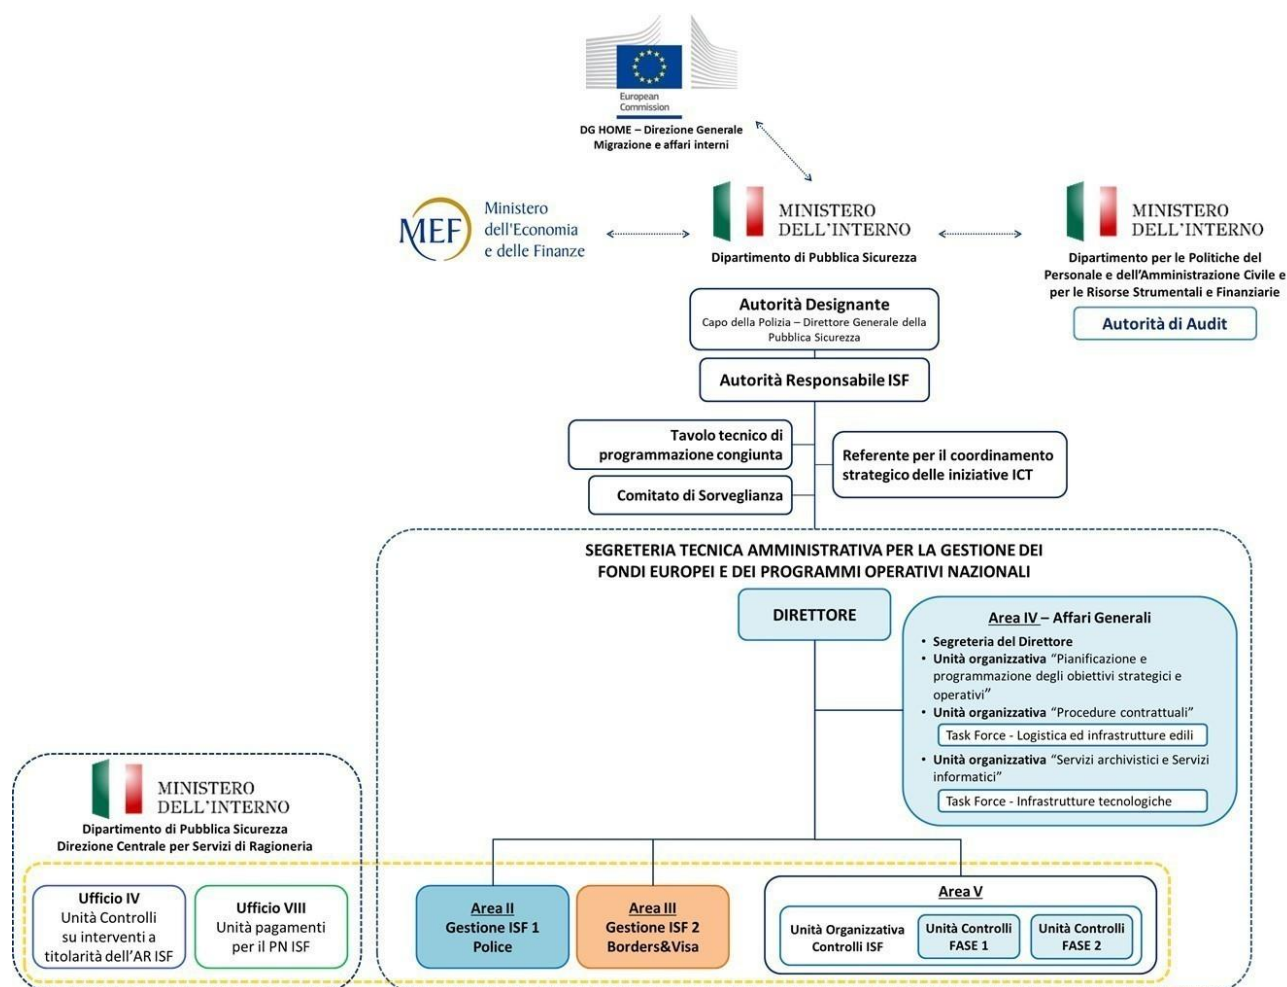 European
Commission
DG HOME – Direzione Generale
Migrazione e affari interni
MEF
Ministero
dell'Economia
e delle Finanze
MINISTERO
DELL'INTERNO
Dipartimento di Pubblica Sicurezza
MINISTERO
DELL'INTERNO
Dipartimento per le Politiche del
Personale e dell'Amministrazione Civile e
per le Risorse Strumentali e Finanziarie
Autorità di Audit
Autorità Designante
Capo della Polizia – Direttore Generale della
Pubblica Sicurezza
Autorità Responsabile ISF
Tavolo tecnico di
programmazione congiunta
Referente per il coordinamento
strategico delle iniziative ICT
Comitato di Sorveglianza
SEGRETERIA TECNICA AMMINISTRATIVA PER LA GESTIONE DEI
FONDI EUROPEI E DEI PROGRAMMI OPERATIVI NAZIONALI
DIRETTORE
Area IV – Affari Generali
• Segreteria del Direttore
• Unità organizzativa “Pianificazione e
programmazione degli obiettivi strategici e
operativi”
• Unità organizzativa “Procedure contrattuali”
Task Force - Logistica ed infrastrutture edili
• Unità organizzativa “Servizi archivistici e Servizi
informatici”
Task Force - Infrastrutture tecnologiche
MINISTERO
DELL'INTERNO
Dipartimento di Pubblica Sicurezza
Direzione Centrale per Servizi di Ragioneria
Ufficio IV
Unità Controlli
su interventi a
titolarità dell'AR ISF
Ufficio VIII
Unità pagamenti
per il PN ISF
Area II
Gestione ISF 1
Police
Area III
Gestione ISF 2
Borders&Visa
Area V
Unità Organizzativa
Controlli ISF
Unità Controlli
FASE 1
Unità Controlli
FASE 2